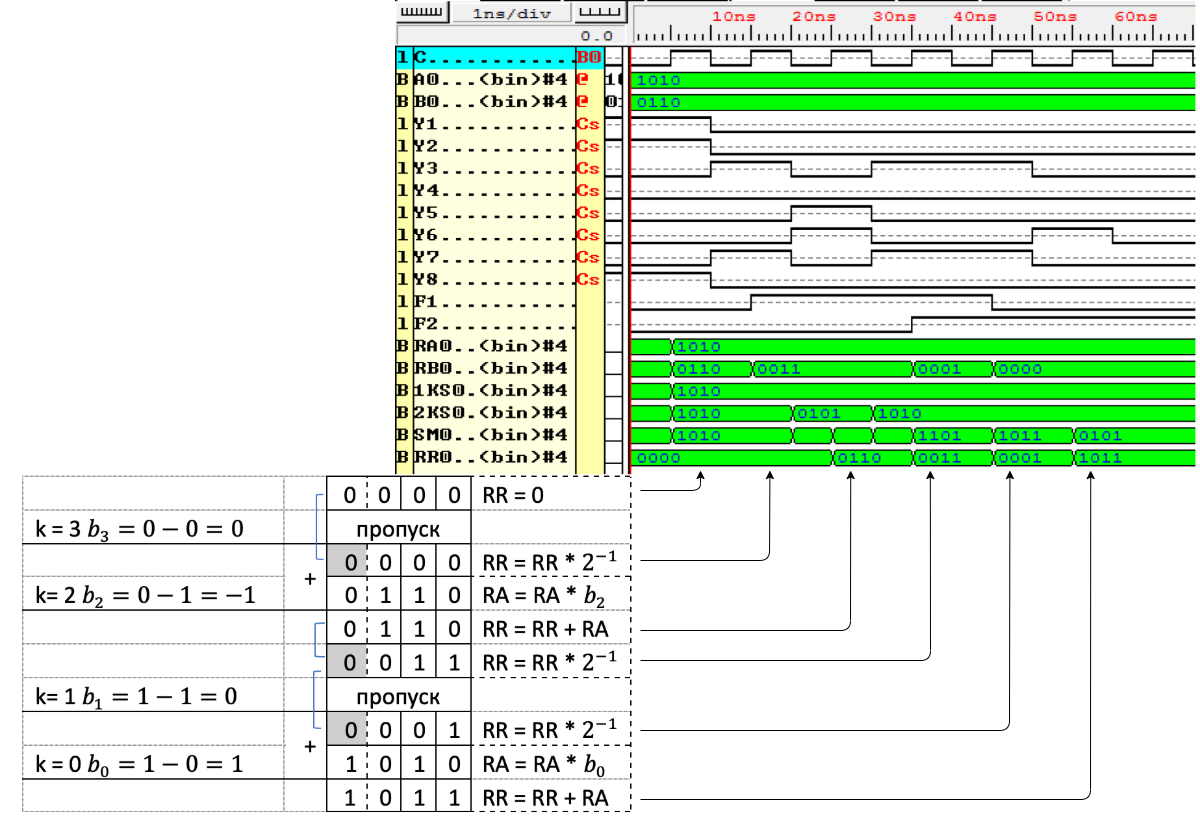 1ns/div
10ns 20ns 30ns 40ns 50ns 60ns
0.0
1 C............B0
B A0...<bin>#4 @ 1010
B B0...<bin>#4 @ 0110
1 Y1...........Cs
1 Y2...........Cs
1 Y3...........Cs
1 Y4...........Cs
1 Y5...........Cs
1 Y6...........Cs
1 Y7...........Cs
1 Y8...........Cs
1 F1...........
1 F2...........
B RA0..<bin>#4 1010
B RB0..<bin>#4 0110 0011 0001 0000
B 1KS0.<bin>#4 1010
B 2KS0.<bin>#4 1010 0101 1010
B SM0..<bin>#4 1010 1101 1011 0101
B RR0..<bin>#4 0000 0110 0011 0001 1011
0 0 0 0 RR = 0
k = 3 b₃ = 0 − 0 = 0 пропуск
0 0 0 0 RR = RR * 2⁻¹
+
k= 2 b₂ = 0 − 1 = −1 0 1 1 0 RA = RA * b₂
0 1 1 0 RR = RR + RA
0 0 1 1 RR = RR * 2⁻¹
k= 1 b₁ = 1 − 1 = 0 пропуск
0 0 0 1 RR = RR * 2⁻¹
+
k = 0 b₀ = 1 − 0 = 1 1 0 1 0 RA = RA * b₀
1 0 1 1 RR = RR + RA